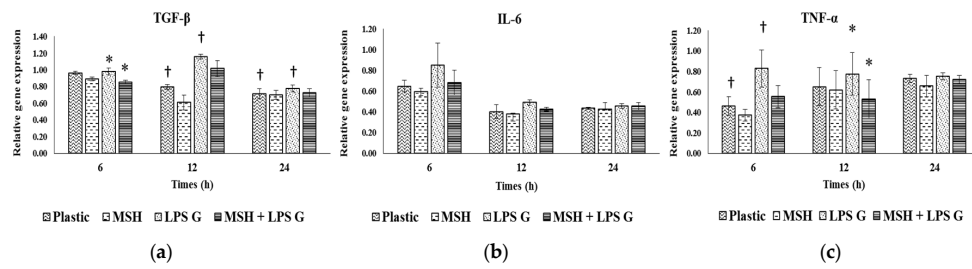 TGF-β
Relative gene expression
1.40
1.20
1.00
0.80
0.60
0.40
0.20
0.00
† † † † * *
6 12 24
Times (h)
Plastic MSH LPS G MSH + LPS G
(a)
IL-6
Relative gene expression
1.20
1.00
0.80
0.60
0.40
0.20
0.00
6 12 24
Times (h)
Plastic MSH LPS G MSH + LPS G
(b)
TNF-α
Relative gene expression
1.20
1.00
0.80
0.60
0.40
0.20
0.00
† † * *
6 12 24
Times (h)
Plastic MSH LPS G MSH + LPS G
(c)